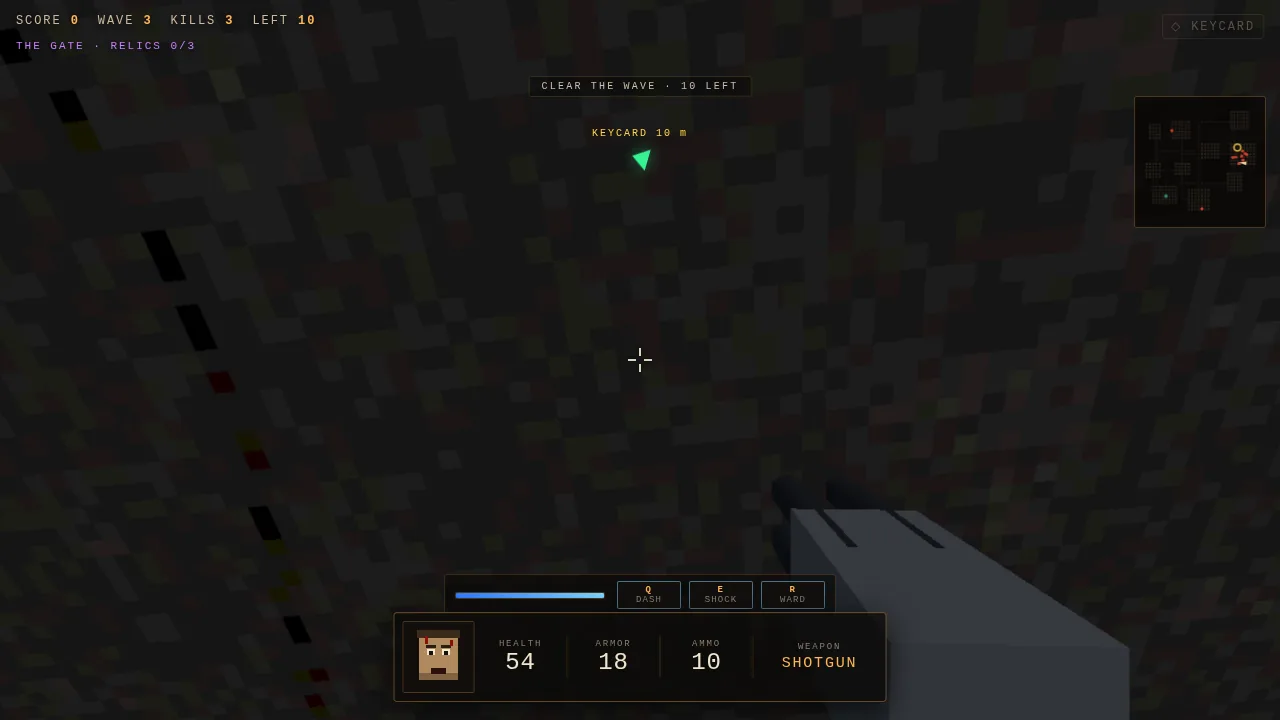 SCORE 0 WAVE 3 KILLS 3 LEFT 10
THE GATE · RELICS 0/3
◇ KEYCARD
CLEAR THE WAVE · 10 LEFT
KEYCARD 10 m
Q
DASH
E
SHOCK
R
WARD
HEALTH
54
ARMOR
18
AMMO
10
WEAPON
SHOTGUN